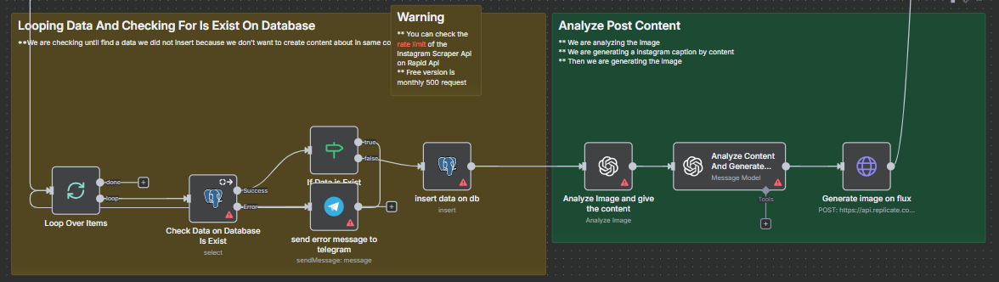 Looping Data And Checking For Is Exist On Database
**We are checking until find a data we did not insert because we don't want to create content about in same co
Warning
** You can check the
rate limit of the
Instagram Scraper Api
on Rapid Api
** Free version is
monthly 500 request
Analyze Post Content
** We are analyzing the image
** We are generating a instagram caption by content
** Then we are generating the image
done
loop
Loop Over Items
Success
Error
Check Data on Database
Is Exist
select
true
false
If Data is Exist
send error message to
telegram
sendMessage: message
insert data on db
insert
Analyze Image and give
the content
Analyze Image
Analyze Content
And Generate...
Message Model
Tools
Generate image on flux
POST: https://api.replicate.co...